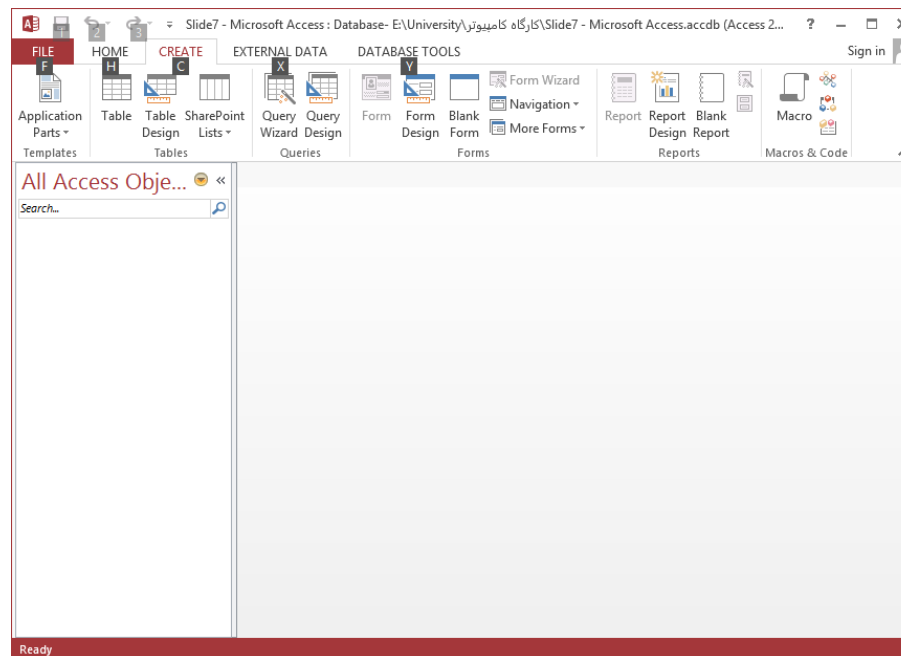 Slide7 - Microsoft Access : Database- E:\University\کارگاه کامپیوتر\Slide7 - Microsoft Access.accdb (Access 2... ?
1 2 3
FILE HOME CREATE EXTERNAL DATA DATABASE TOOLS Sign in
F H C X Y
Application Parts
Table
Table Design
SharePoint Lists
Query Wizard
Query Design
Form
Form Design
Blank Form
Form Wizard
Navigation
More Forms
Report
Report Design
Blank Report
Macro
Templates Tables Queries Forms Reports Macros & Code
All Access Obje... «
Search...
Ready